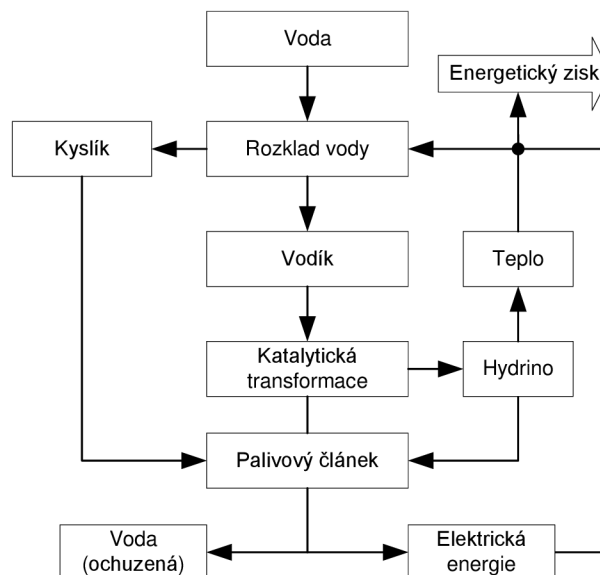 Voda
Energetický zisk
Kyslík
Rozklad vody
Vodík
Teplo
Katalytická
transformace
Hydrino
Palivový článek
Voda
(ochuzená)
Elektrická
energie